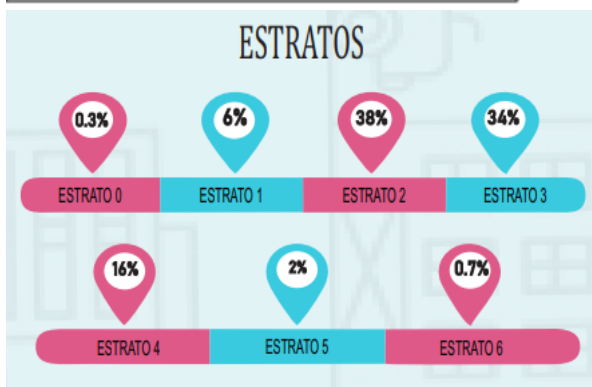 ESTRATOS
0.3% 6% 38% 34%
ESTRATO 0 ESTRATO 1 ESTRATO 2 ESTRATO 3
16% 2% 0.7%
ESTRATO 4 ESTRATO 5 ESTRATO 6